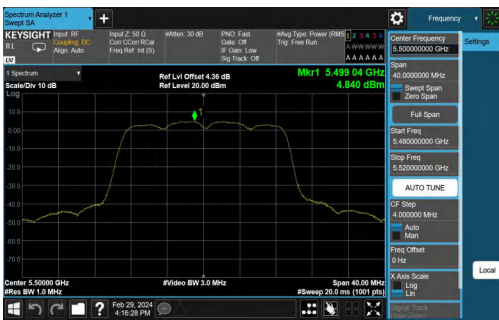 Spectrum Analyzer 1
Swept SA
Frequency
KEYSIGHT
Input: RF
Input Z: 50 Ω
#Atten: 30 dB
PNO: Fast
#Avg Type: Power (RMS
1 2 3 4 5 6
RL
Coupling: DC
Corr CCorr RCal
Gate: Off
Trig: Free Run
A W W W W W
Align: Auto
Freq Ref: Int (S)
IF Gain: Low
A A A A A A
Sig Track: Off
LV
1 Spectrum
Ref Lvl Offset 4.36 dB
Mkr1 5.499 04 GHz
Scale/Div 10 dB
Ref Level 20.00 dBm
4.840 dBm
Log
1
10.0
0.00
-10.0
-20.0
-30.0
-40.0
-50.0
-60.0
-70.0
Center 5.50000 GHz
#Video BW 3.0 MHz
Span 40.00 MHz
#Res BW 1.0 MHz
#Sweep 20.0 ms (1001 pts)
Center Frequency
5.500000000 GHz
Settings
Span
40.0000000 MHz
Swept Span
Zero Span
Full Span
Start Freq
5.480000000 GHz
Stop Freq
5.520000000 GHz
AUTO TUNE
CF Step
4.000000 MHz
Auto
Man
Freq Offset
0 Hz
X Axis Scale
Log
Lin
Local
Signal Track
?
Feb 29, 2024
4:16:28 PM